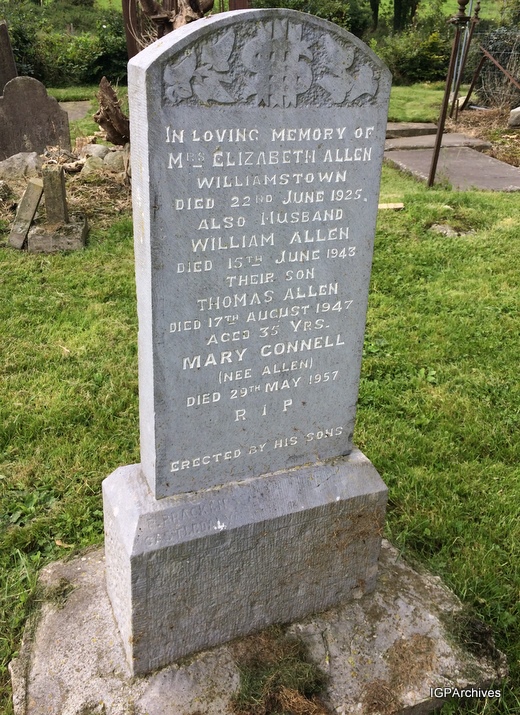 IHS
IN LOVING MEMORY OF
MRS ELIZABETH ALLEN
WILLIAMSTOWN
DIED 22ND JUNE 1925.
ALSO HUSBAND
WILLIAM ALLEN
DIED 15TH JUNE 1943
THEIR SON
THOMAS ALLEN
DIED 17TH AUGUST 1947
AGED 35 YRS.
MARY CONNELL
(NEE ALLEN)
DIED 29TH MAY 1957
R I P
ERECTED BY HIS SONS
IGPArchives